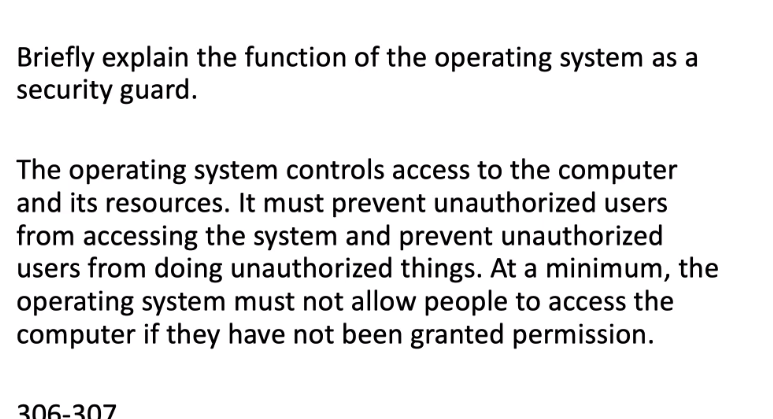 Briefly explain the function of the operating system as a
security guard.
The operating system controls access to the computer
and its resources. It must prevent unauthorized users
from accessing the system and prevent unauthorized
users from doing unauthorized things. At a minimum, the
operating system must not allow people to access the
computer if they have not been granted permission.
306-307